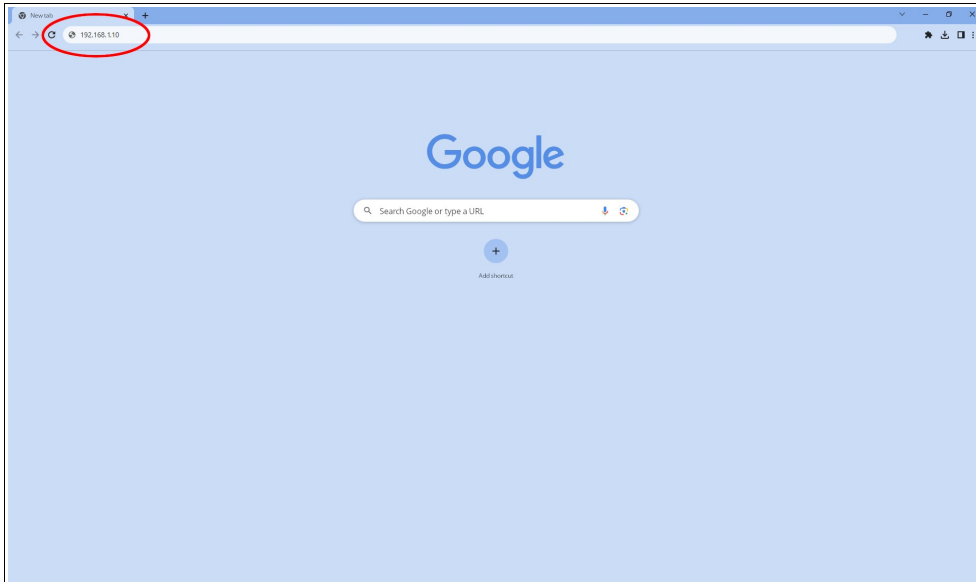 New tab
192.168.1.10
Google
Search Google or type a URL
Add shortcut